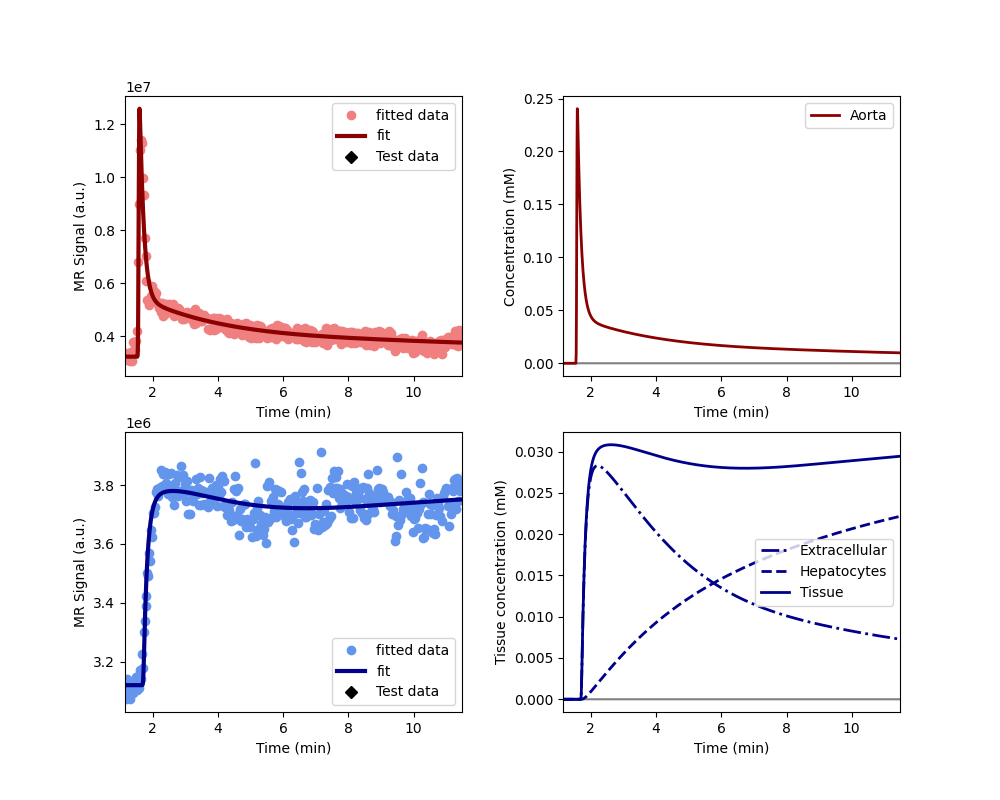 1e7
MR Signal (a.u.)
1.2
1.0
0.8
0.6
0.4
2 4 6 8 10
Time (min)
fitted data
fit
Test data
Concentration (mM)
0.25
0.20
0.15
0.10
0.05
0.00
2 4 6 8 10
Time (min)
Aorta
1e6
MR Signal (a.u.)
3.8
3.6
3.4
3.2
2 4 6 8 10
Time (min)
fitted data
fit
Test data
Tissue concentration (mM)
0.030
0.025
0.020
0.015
0.010
0.005
0.000
2 4 6 8 10
Time (min)
Extracellular
Hepatocytes
Tissue